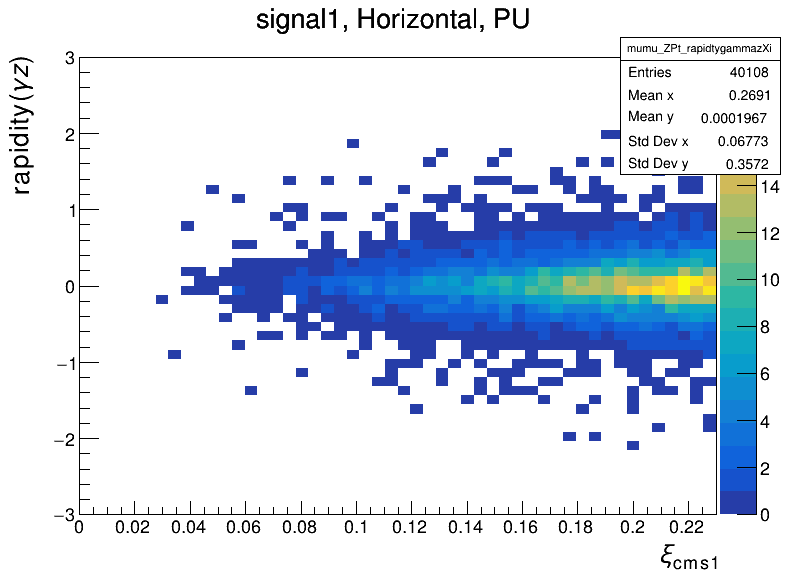 signal1, Horizontal, PU
mumu_ZPt_rapidtygammazXi
Entries 40108
Mean x 0.2691
Mean y 0.0001967
Std Dev x 0.06773
Std Dev y 0.3572
rapidity(γz)
3
2
1
0
−1
−2
−3
0 0.02 0.04 0.06 0.08 0.1 0.12 0.14 0.16 0.18 0.2 0.22
ξcms1
14
12
10
8
6
4
2
0